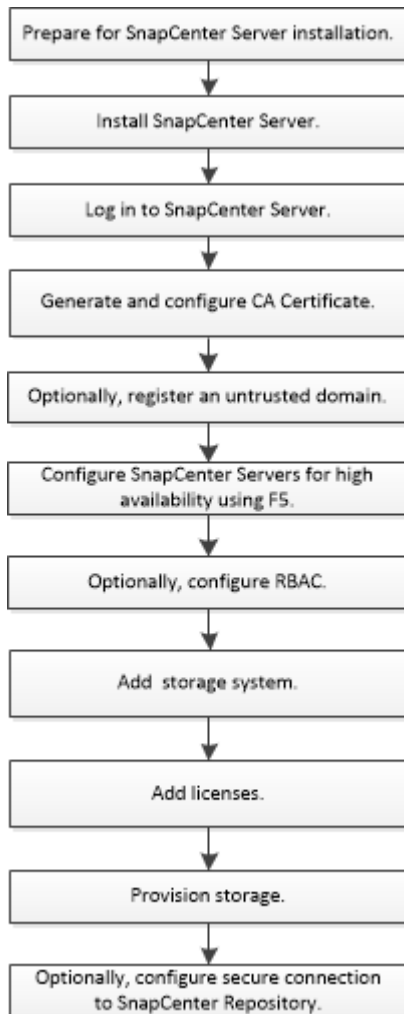 Prepare for SnapCenter Server installation.
Install SnapCenter Server.
Log in to SnapCenter Server.
Generate and configure CA Certificate.
Optionally, register an untrusted domain.
Configure SnapCenter Servers for high
availability using F5.
Optionally, configure RBAC.
Add storage system.
Add licenses.
Provision storage.
Optionally, configure secure connection
to SnapCenter Repository.